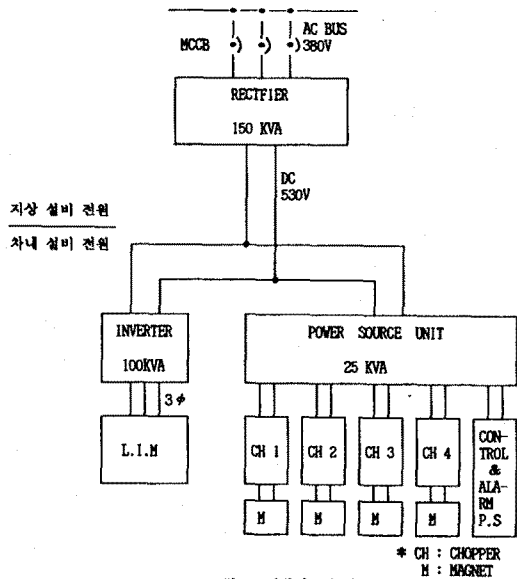 MCCB
AC BUS
380V
RECTFIER
150 KVA
DC
530V
지상 설비 전원
차내 설비 전원
INVERTER
100KVA
POWER SOURCE UNIT
25 KVA
3φ
L.I.M
CH 1
CH 2
CH 3
CH 4
CON-
TROL
&
ALA-
RM
P.S
M
M
M
M
* CH : CHOPPER
M : MAGNET